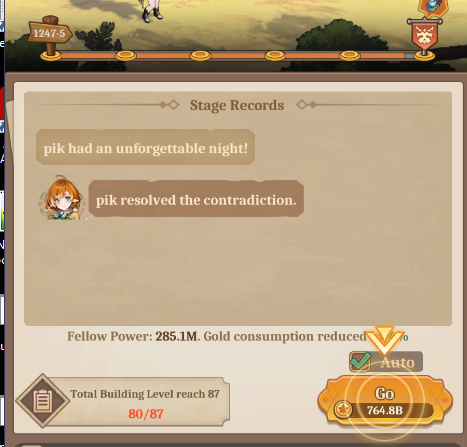 1247-5
Stage Records
pik had an unforgettable night!
pik resolved the contradiction.
Fellow Power: 285.1M. Gold consumption reduced
Auto
Total Building Level reach 87
80/87
Go
764.8B